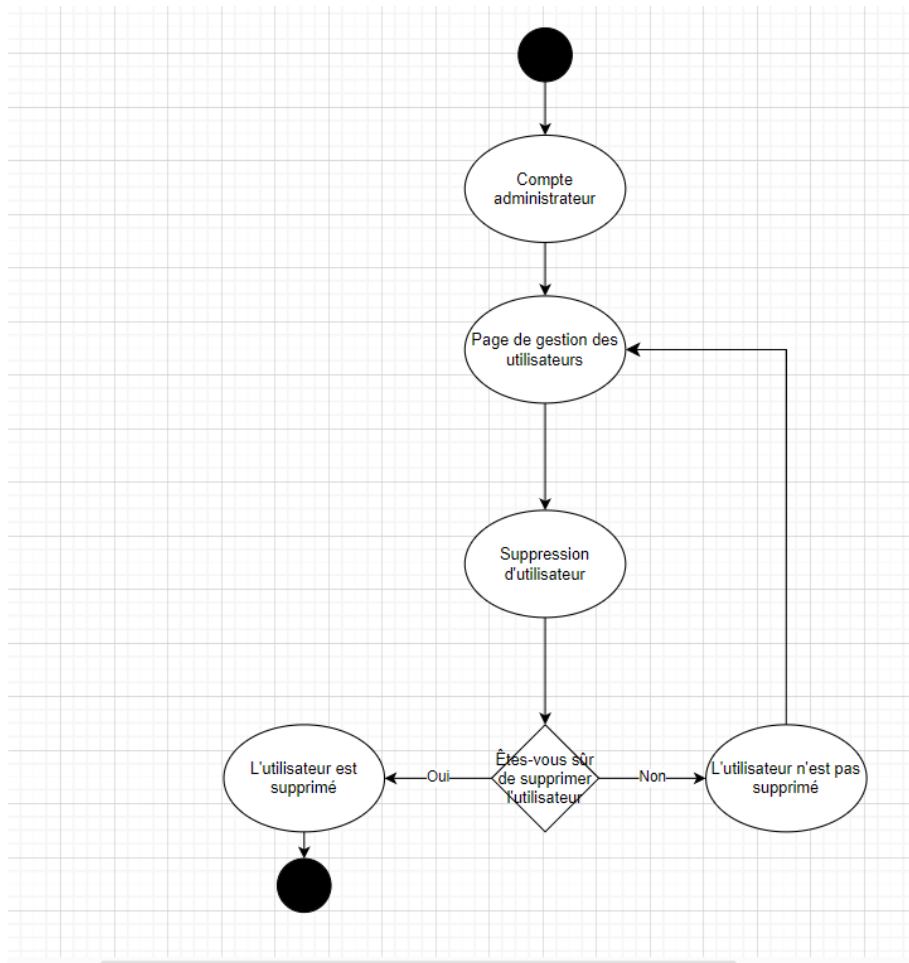 Compte
administrateur
Page de gestion des
utilisateurs
Suppression
d'utilisateur
L'utilisateur est
supprimé
Oui
Êtes-vous sûr
de supprimer
l'utilisateur
Non
L'utilisateur n'est pas
supprimé